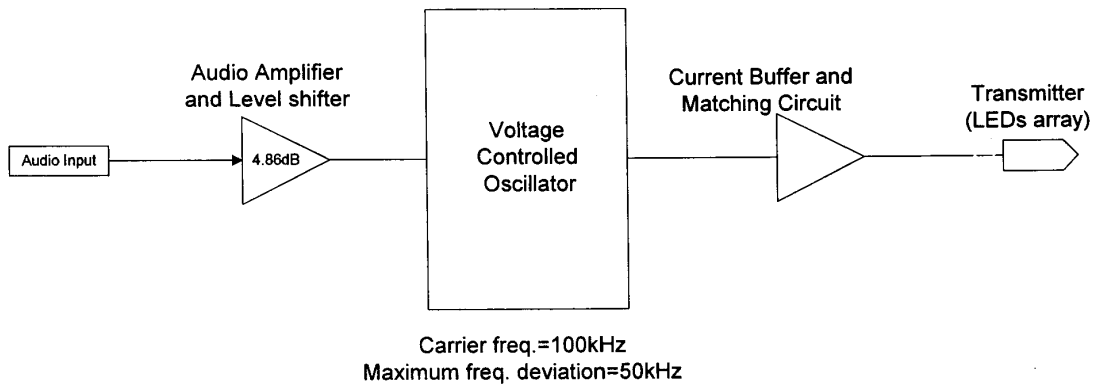 Audio Amplifier
and Level shifter
Current Buffer and
Matching Circuit
Transmitter
(LEDs array)
Audio Input
4.86dB
Voltage
Controlled
Oscillator
Carrier freq.=100kHz
Maximum freq. deviation=50kHz